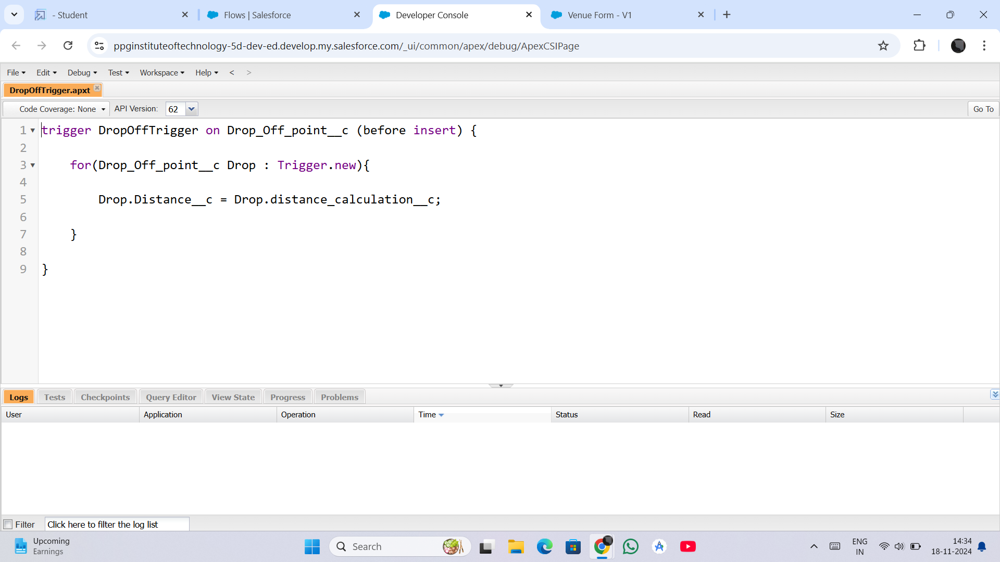 - Student
Flows | Salesforce
Developer Console
Venue Form - V1
ppginstituteoftechnology-5d-dev-ed.develop.my.salesforce.com/_ui/common/apex/debug/ApexCSIPage
File Edit Debug Test Workspace Help < >
DropOffTrigger.apxt
Code Coverage: None API Version: 62 Go To
1 trigger DropOffTrigger on Drop_Off_point__c (before insert) {
2
3 for(Drop_Off_point__c Drop : Trigger.new){
4
5 Drop.Distance__c = Drop.distance_calculation__c;
6
7 }
8
9 }
Logs Tests Checkpoints Query Editor View State Progress Problems
User Application Operation Time Status Read Size
Filter Click here to filter the log list
Upcoming
Earnings
Search
ENG
IN
14:34
18-11-2024